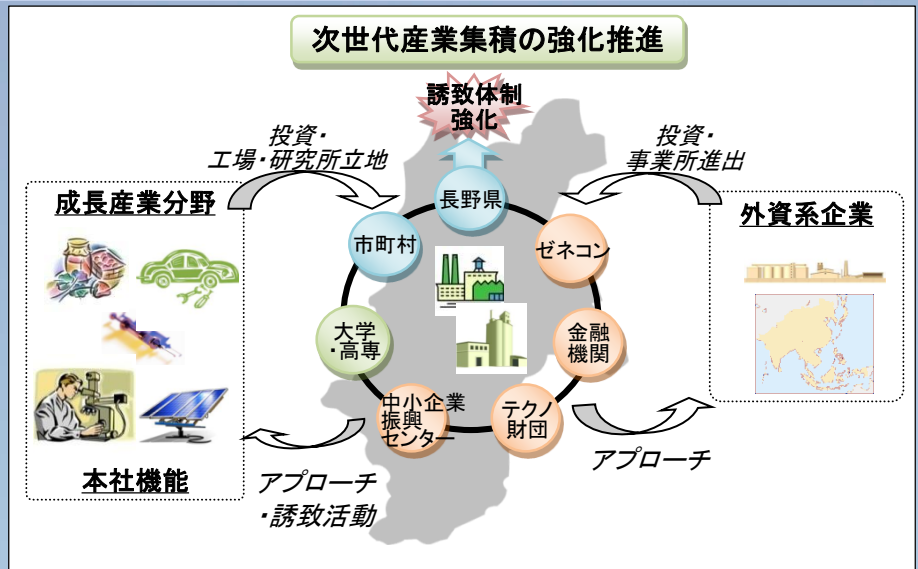 次世代産業集積の強化推進
誘致体制
強化
投資・
工場・研究所立地
投資・
事業所進出
成長産業分野
外資系企業
長野県
市町村
ゼネコン
大学
・高専
金融
機関
中小企業
振興
センター
テクノ
財団
本社機能
アプローチ
・誘致活動
アプローチ